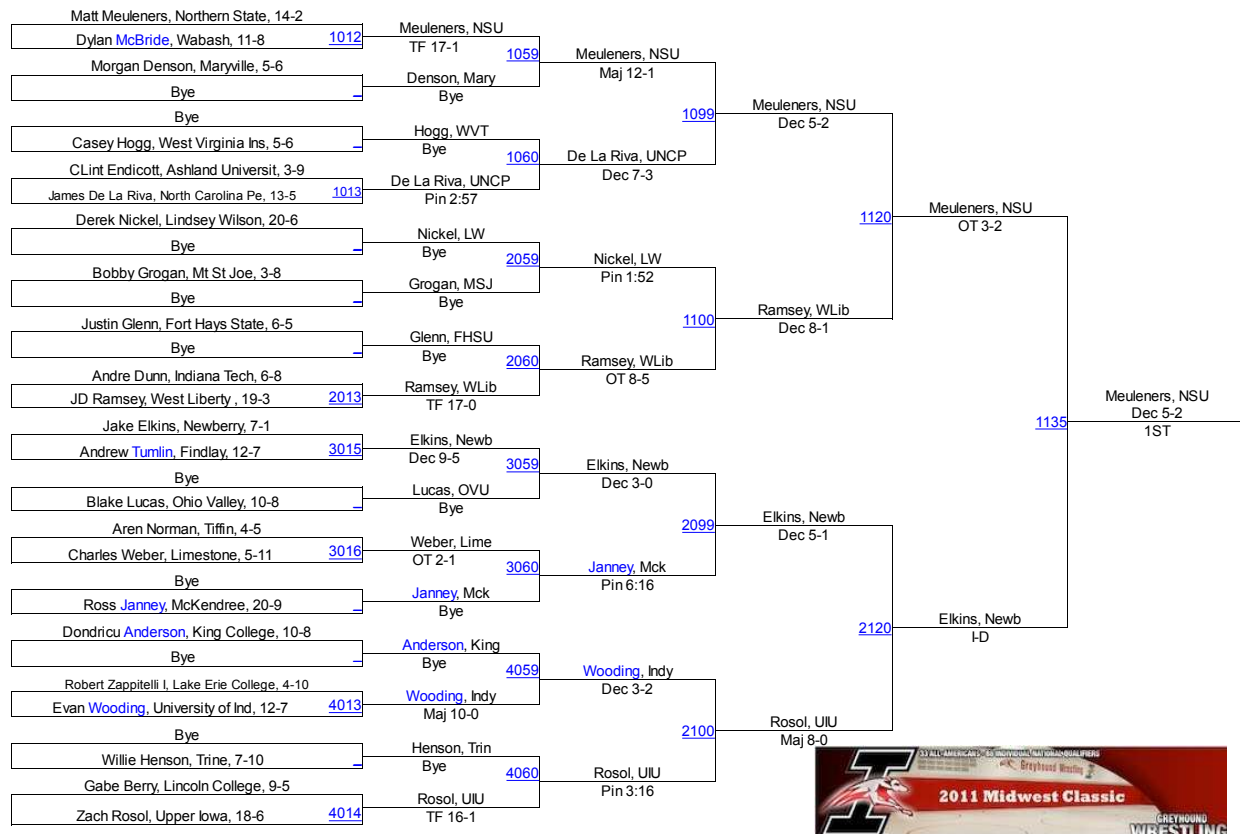 Matt Meuleners, Northern State, 14-2
Dylan McBride, Wabash, 11-8
1012
Morgan Denson, Maryville, 5-6
Bye
Bye
Casey Hogg, West Virginia Ins, 5-6
CLint Endicott, Ashland Universit, 3-9
James De La Riva, North Carolina Pe, 13-5
1013
Derek Nickel, Lindsey Wilson, 20-6
Bye
Bobby Grogan, Mt St Joe, 3-8
Bye
Justin Glenn, Fort Hays State, 6-5
Bye
Andre Dunn, Indiana Tech, 6-8
JD Ramsey, West Liberty , 19-3
2013
Jake Elkins, Newberry, 7-1
Andrew Tumlin, Findlay, 12-7
3015
Bye
Blake Lucas, Ohio Valley, 10-8
Aren Norman, Tiffin, 4-5
Charles Weber, Limestone, 5-11
3016
Bye
Ross Janney, McKendree, 20-9
Dondricu Anderson, King College, 10-8
Bye
Robert Zappitelli I, Lake Erie College, 4-10
Evan Wooding, University of Ind, 12-7
4013
Bye
Willie Henson, Trine, 7-10
Gabe Berry, Lincoln College, 9-5
Zach Rosol, Upper Iowa, 18-6
4014
Meuleners, NSU
TF 17-1
1059
Denson, Mary
Bye
Hogg, WVT
Bye
1060
De La Riva, UNCP
Pin 2:57
Nickel, LW
Bye
2059
Grogan, MSJ
Bye
Glenn, FHSU
Bye
2060
Ramsey, WLib
TF 17-0
Elkins, Newb
Dec 9-5
3059
Lucas, OVU
Bye
Weber, Lime
OT 2-1
3060
Janney, Mck
Bye
Anderson, King
Bye
4059
Wooding, Indy
Maj 10-0
Henson, Trin
Bye
4060
Rosol, UIU
TF 16-1
Meuleners, NSU
Maj 12-1
1099
De La Riva, UNCP
Dec 7-3
Nickel, LW
Pin 1:52
1100
Ramsey, WLib
OT 8-5
Elkins, Newb
Dec 3-0
2099
Janney, Mck
Pin 6:16
Wooding, Indy
Dec 3-2
2100
Rosol, UIU
Pin 3:16
Meuleners, NSU
Dec 5-2
1120
Ramsey, WLib
Dec 8-1
Elkins, Newb
Dec 5-1
2120
Rosol, UIU
Maj 8-0
Meuleners, NSU
OT 3-2
1135
Elkins, Newb
I-D
Meuleners, NSU
Dec 5-2
1ST
33 ALL-AMERICANS - 65 INDIVIDUAL NATIONAL QUALIFIERS
Greyhound Wrestling
2011 Midwest Classic
GREYHOUND
WRESTLING